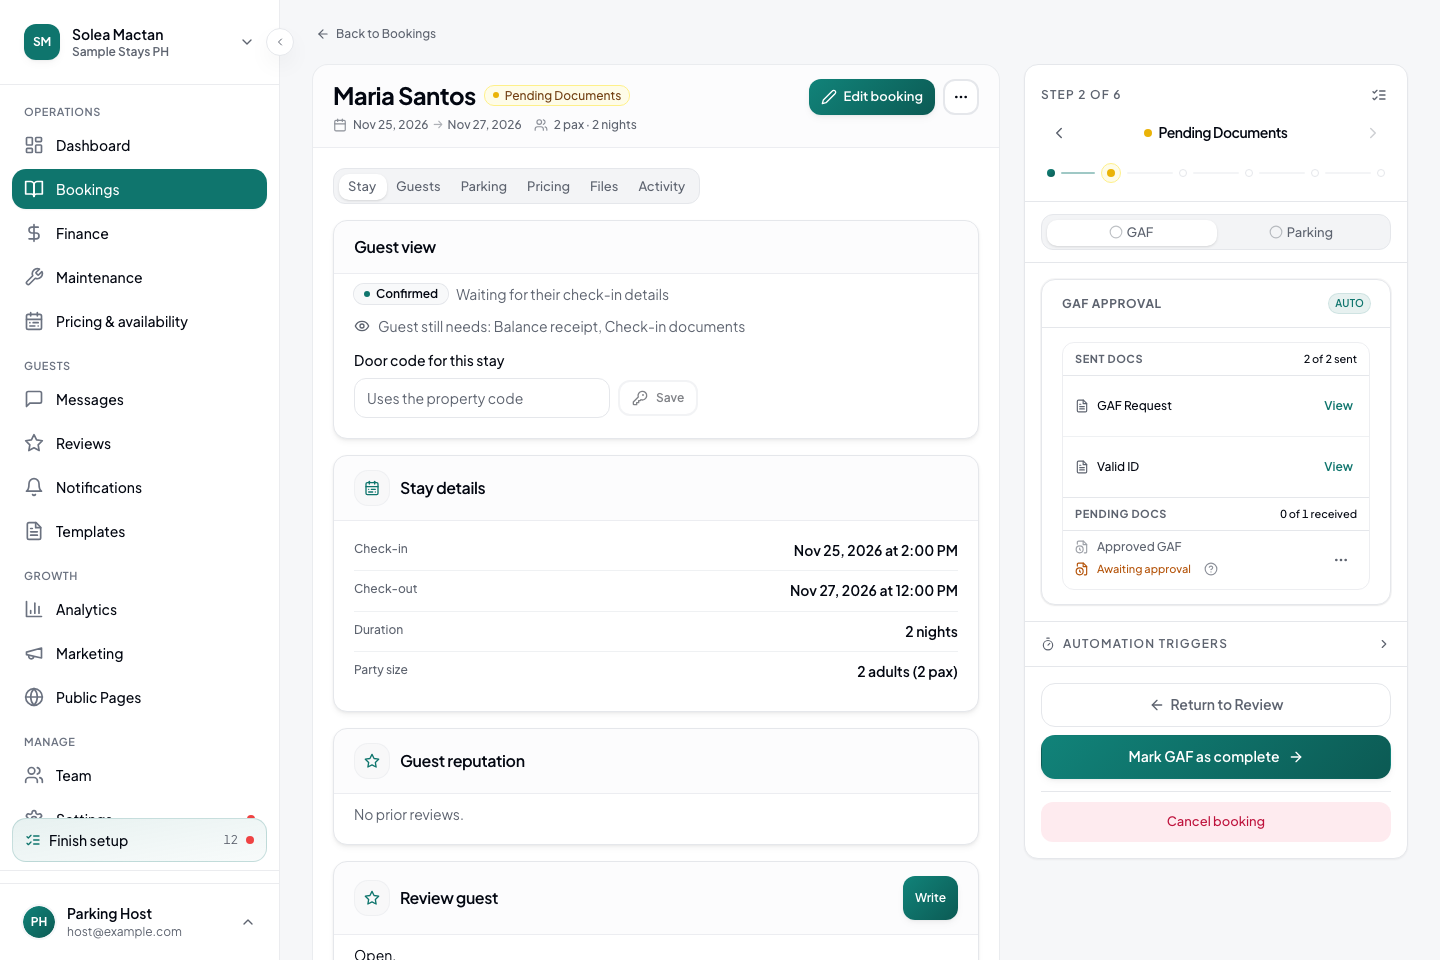 SM
Solea Mactan
Sample Stays PH
OPERATIONS
Dashboard
Bookings
Finance
Maintenance
Pricing & availability
GUESTS
Messages
Reviews
Notifications
Templates
GROWTH
Analytics
Marketing
Public Pages
MANAGE
Team
Settings
Finish setup 12
PH
Parking Host
host@example.com
Back to Bookings
Maria Santos Pending Documents
Nov 25, 2026 → Nov 27, 2026 2 pax · 2 nights
Edit booking
Stay Guests Parking Pricing Files Activity
Guest view
Confirmed Waiting for their check-in details
Guest still needs: Balance receipt, Check-in documents
Door code for this stay
Uses the property code Save
Stay details
Check-in Nov 25, 2026 at 2:00 PM
Check-out Nov 27, 2026 at 12:00 PM
Duration 2 nights
Party size 2 adults (2 pax)
Guest reputation
No prior reviews.
Review guest Write
Open.
STEP 2 OF 6
Pending Documents
GAF Parking
GAF APPROVAL AUTO
SENT DOCS 2 of 2 sent
GAF Request View
Valid ID View
PENDING DOCS 0 of 1 received
Approved GAF
Awaiting approval
AUTOMATION TRIGGERS
Return to Review
Mark GAF as complete
Cancel booking